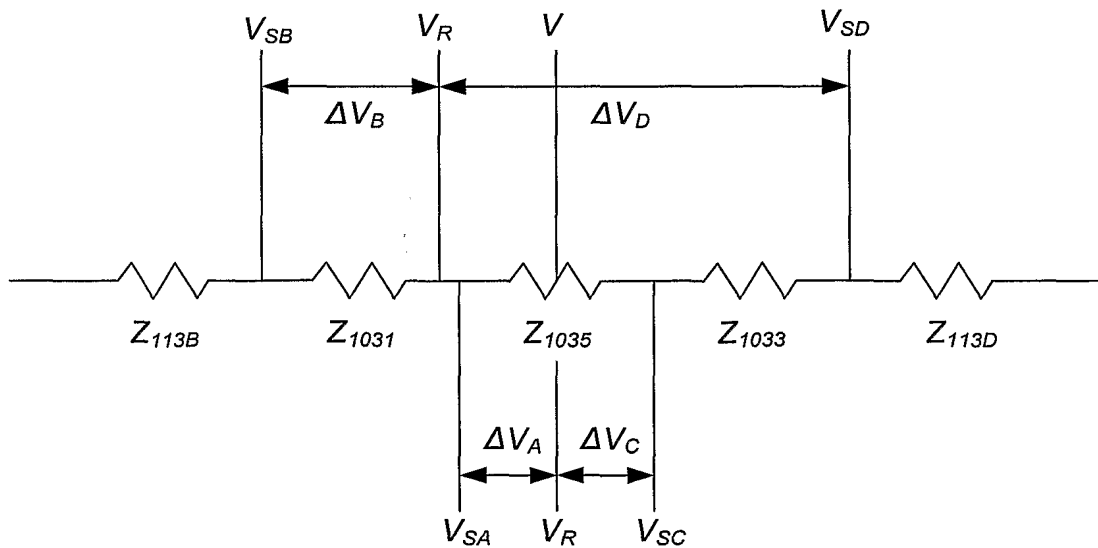 V_SB V_R V V_SD
ΔV_B ΔV_D
Z_113B Z_1031 Z_1035 Z_1033 Z_113D
ΔV_A ΔV_C
V_SA V_R V_SC